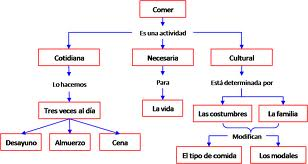 Comer
Es una actividad
Cotidiana
Necesaria
Cultural
Lo hacemos
Para
Está determinada por
Tres veces al día
La vida
Las costumbres
La familia
Modifican
Desayuno
Almuerzo
Cena
El tipo de comida
Los modales